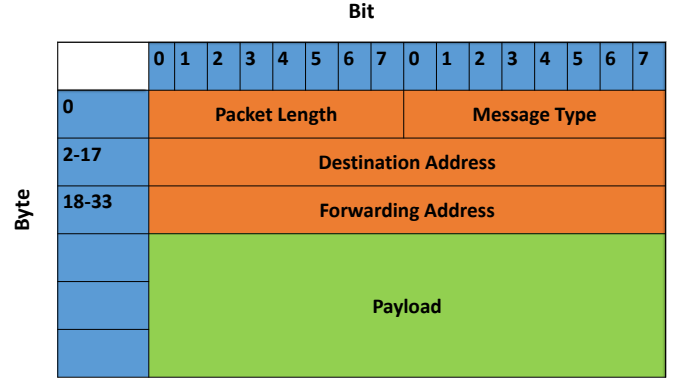 Bit
0 1 2 3 4 5 6 7 0 1 2 3 4 5 6 7
0 Packet Length Message Type
2-17 Destination Address
18-33 Forwarding Address
Byte
Payload